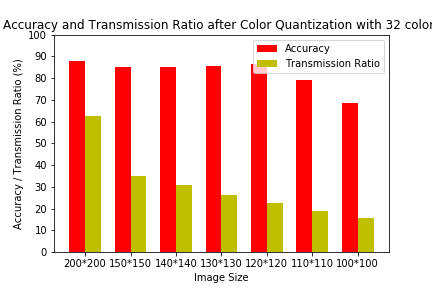 Accuracy and Transmission Ratio after Color Quantization with 32 color
100
90
80
70
60
50
40
30
20
10
0
Accuracy / Transmission Ratio (%)
Accuracy
Transmission Ratio
200*200 150*150 140*140 130*130 120*120 110*110 100*100
Image Size